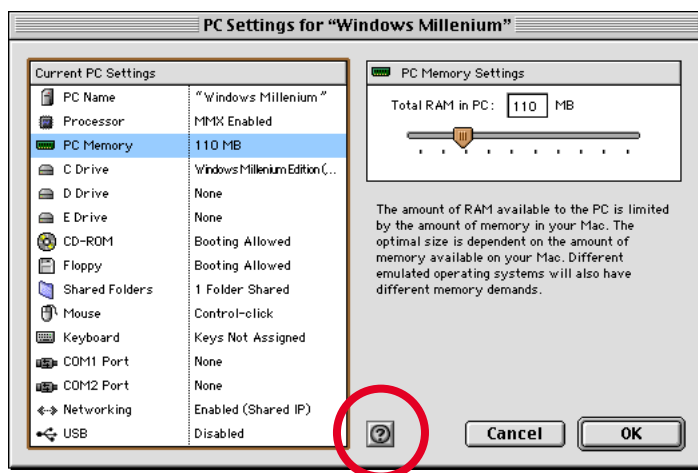 PC Settings for “Windows Millenium”
Current PC Settings
PC Name "Windows Millenium"
Processor MMX Enabled
PC Memory 110 MB
C Drive Windows Millenium Edition (...
D Drive None
E Drive None
CD-ROM Booting Allowed
Floppy Booting Allowed
Shared Folders 1 Folder Shared
Mouse Control-click
Keyboard Keys Not Assigned
COM1 Port None
COM2 Port None
Networking Enabled (Shared IP)
USB Disabled
PC Memory Settings
Total RAM in PC: 110 MB
The amount of RAM available to the PC is limited
by the amount of memory in your Mac. The
optimal size is dependent on the amount of
memory available on your Mac. Different
emulated operating systems will also have
different memory demands.
?
Cancel OK